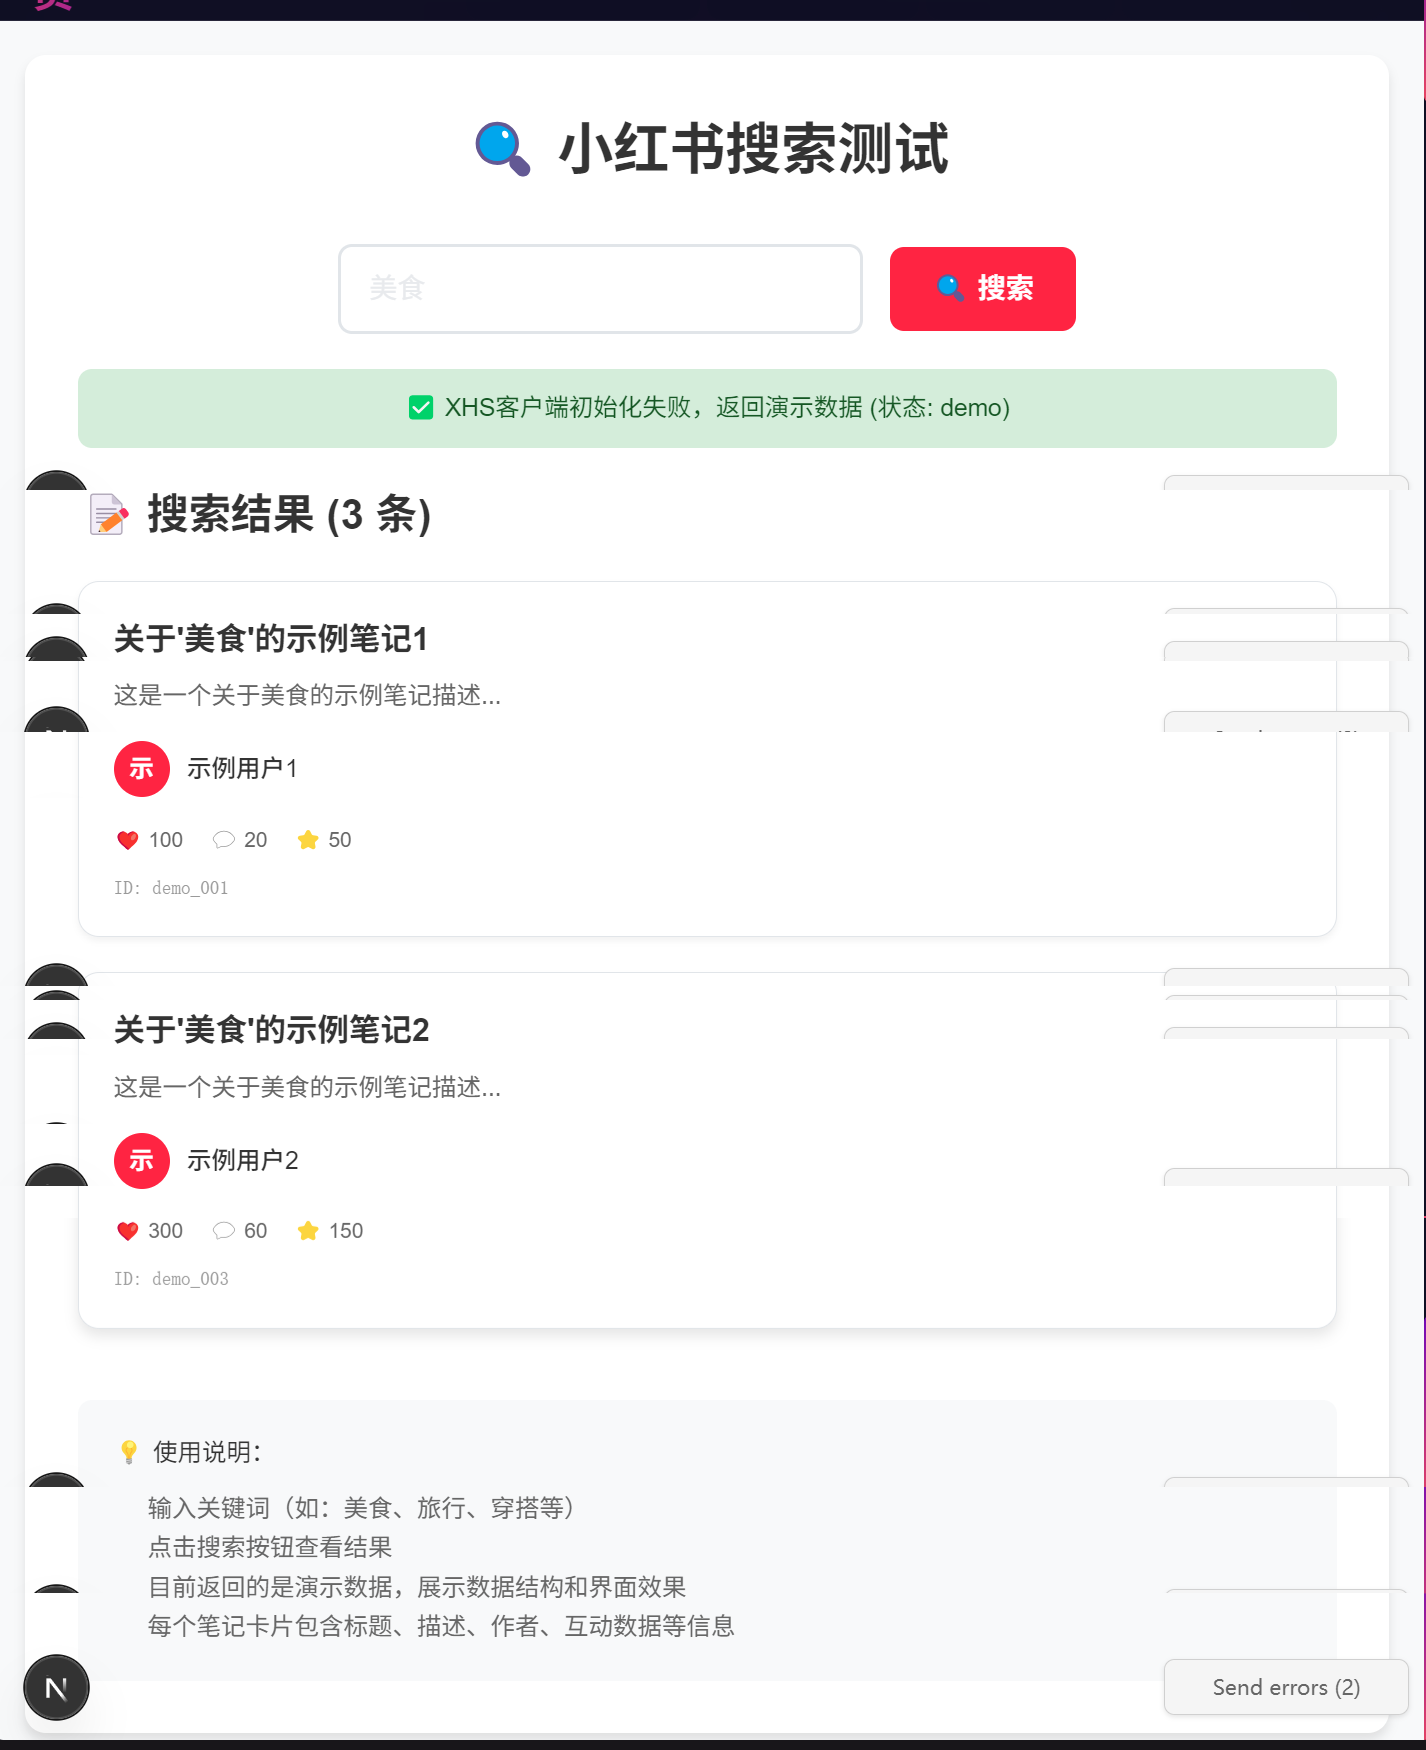 小红书搜索测试
美食
搜索
XHS客户端初始化失败，返回演示数据 (状态: demo)
搜索结果 (3 条)
关于'美食'的示例笔记1
这是一个关于美食的示例笔记描述...
示 示例用户1
100 20 50
ID: demo_001
关于'美食'的示例笔记2
这是一个关于美食的示例笔记描述...
示 示例用户2
300 60 150
ID: demo_003
使用说明：
输入关键词（如：美食、旅行、穿搭等）
点击搜索按钮查看结果
目前返回的是演示数据，展示数据结构和界面效果
每个笔记卡片包含标题、描述、作者、互动数据等信息
N
Send errors (2)